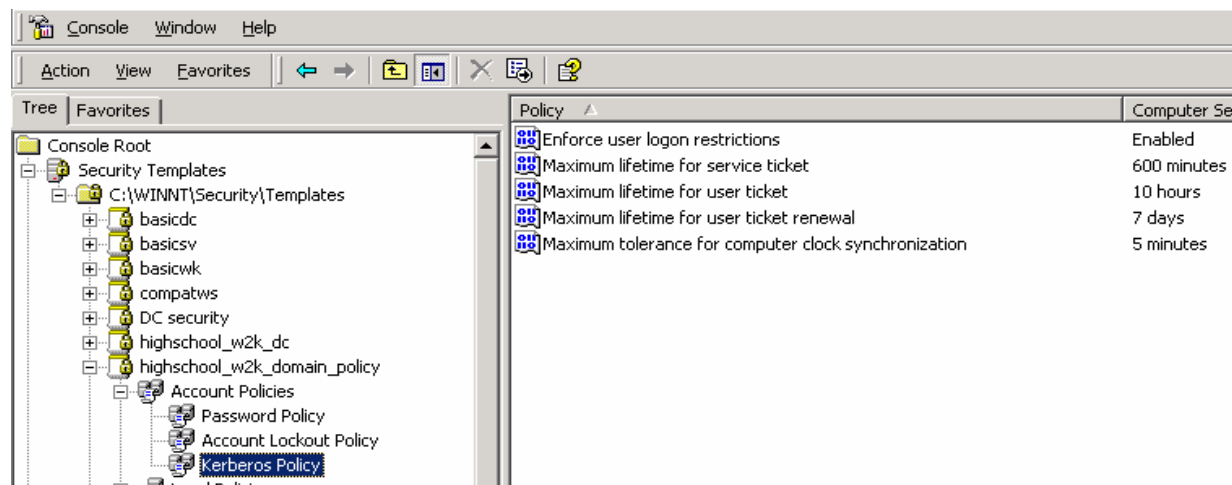 Console Window Help
Action View Favorites
Tree Favorites
Console Root
Security Templates
C:\WINNT\Security\Templates
basicdc
basicsv
basicwk
compatws
DC security
highschool_w2k_dc
highschool_w2k_domain_policy
Account Policies
Password Policy
Account Lockout Policy
Kerberos Policy
Policy Computer Se
Enforce user logon restrictions Enabled
Maximum lifetime for service ticket 600 minutes
Maximum lifetime for user ticket 10 hours
Maximum lifetime for user ticket renewal 7 days
Maximum tolerance for computer clock synchronization 5 minutes